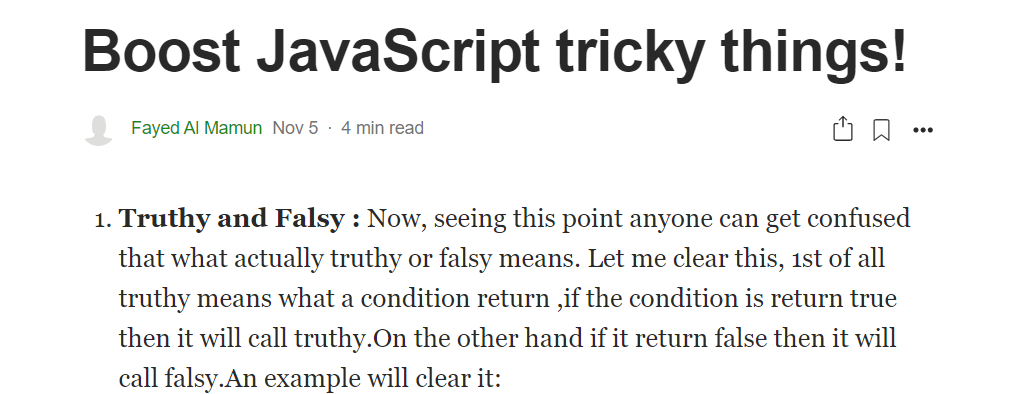 Boost JavaScript tricky things!
Fayed Al Mamun Nov 5 · 4 min read
1. Truthy and Falsy : Now, seeing this point anyone can get confused
that what actually truthy or falsy means. Let me clear this, 1st of all
truthy means what a condition return ,if the condition is return true
then it will call truthy.On the other hand if it return false then it will
call falsy.An example will clear it: